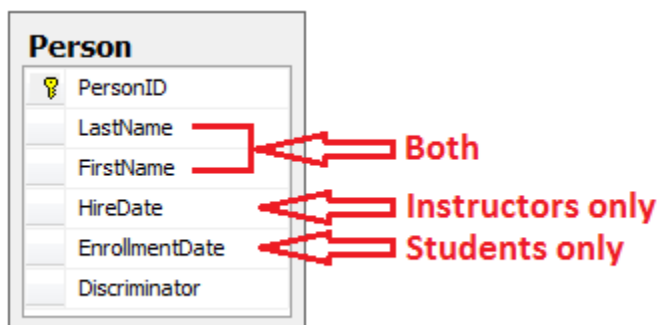 Person
PersonID
LastName
FirstName
Both
HireDate
Instructors only
EnrollmentDate
Students only
Discriminator